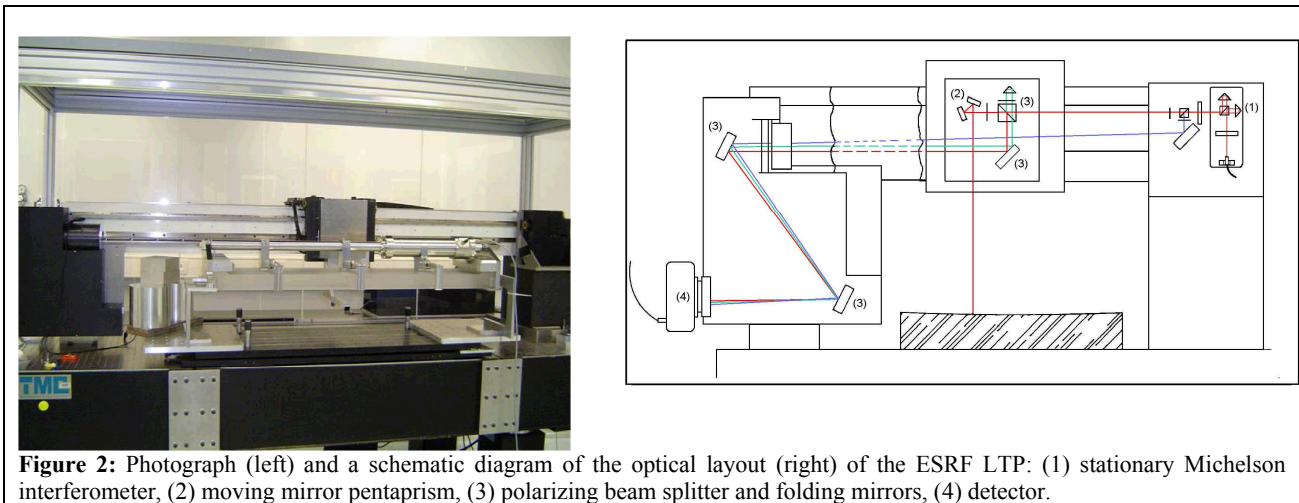 TMC
(1)
(2)
(3)
(3)
(3)
(3)
(4)
Figure 2: Photograph (left) and a schematic diagram of the optical layout (right) of the ESRF LTP: (1) stationary Michelson
interferometer, (2) moving mirror pentaprism, (3) polarizing beam splitter and folding mirrors, (4) detector.